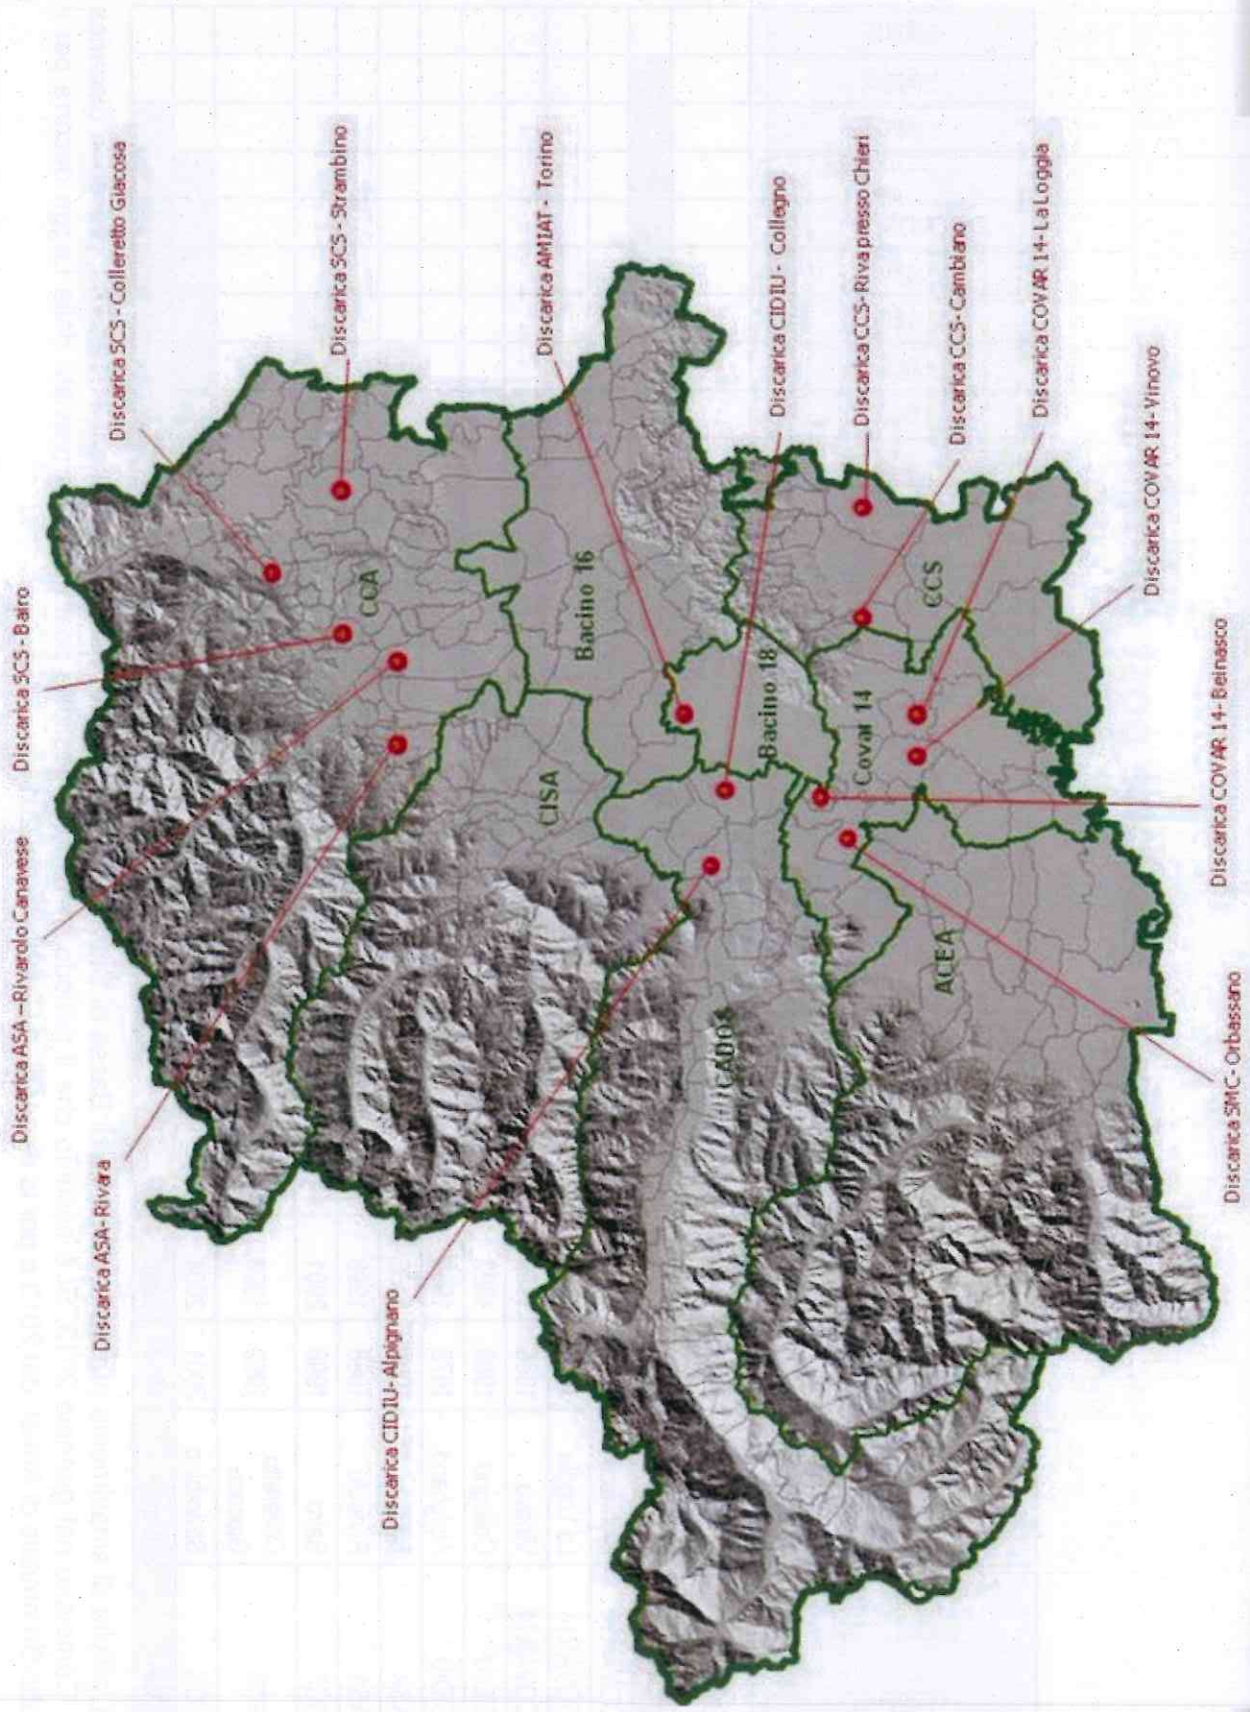 Discarica ASA – Rivarolo Canavese
Discarica SCS - Bairo
Discarica ASA- Rivara
Discarica SCS - Colleretto Giacosa
Discarica SCS - Strambino
CCA
Discarica CIDIU- Alpignano
Discarica AMIAT - Torino
CISA
Bacino 16
CADOS
Bacino 18
Discarica CIDIU - Collegno
Covar 14
Discarica CCS- Riva presso Chieri
ACEA
CCS
Discarica CCS- Cambiano
Discarica COVAR 14- La Loggia
Discarica COVAR 14- Vinovo
Discarica SMC- Orbassano
Discarica COVAR 14- Beinasco